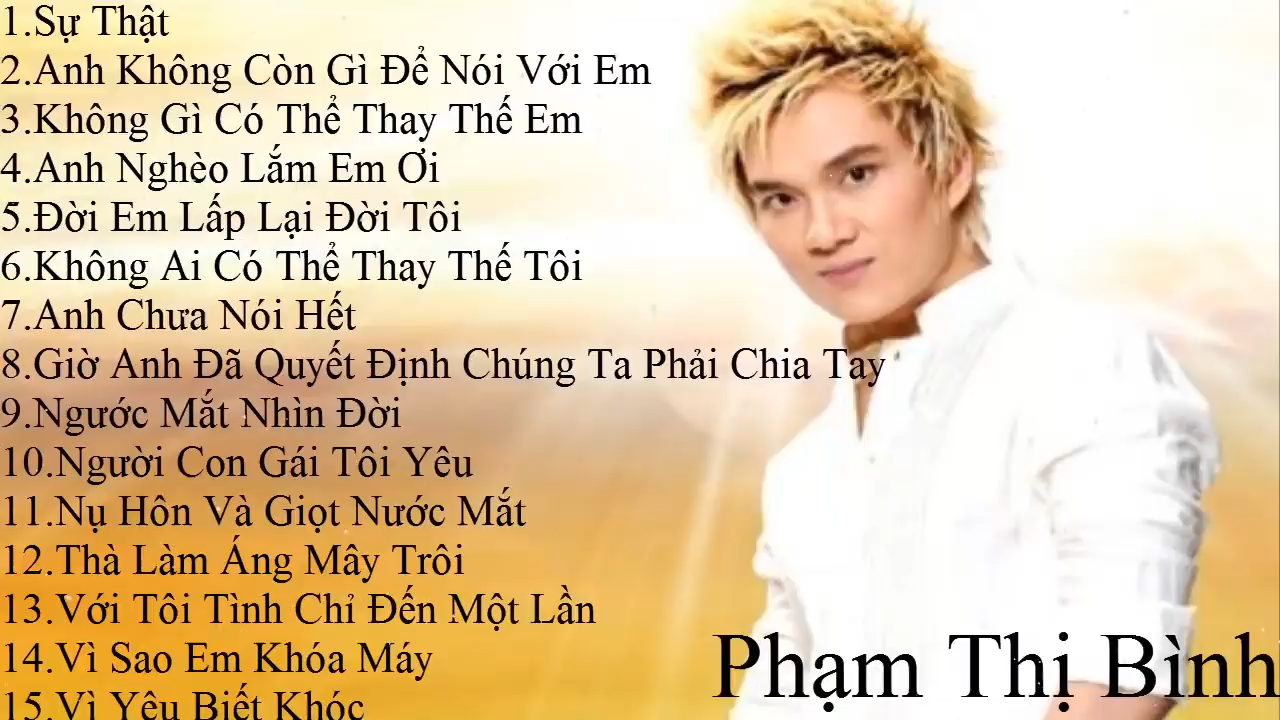 1.Sự Thật
2.Anh Không Còn Gì Để Nói Với Em
3.Không Gì Có Thể Thay Thế Em
4.Anh Nghèo Lắm Em Ơi
5.Đời Em Lấp Lại Đời Tôi
6.Không Ai Có Thể Thay Thế Tôi
7.Anh Chưa Nói Hết
8.Giờ Anh Đã Quyết Định Chúng Ta Phải Chia Tay
9.Ngước Mắt Nhìn Đời
10.Người Con Gái Tôi Yêu
11.Nụ Hôn Và Giọt Nước Mắt
12.Thà Làm Áng Mây Trôi
13.Với Tôi Tình Chỉ Đến Một Lần
14.Vì Sao Em Khóa Máy
15.Vì Yêu Biết Khóc
Phạm Thị Bình